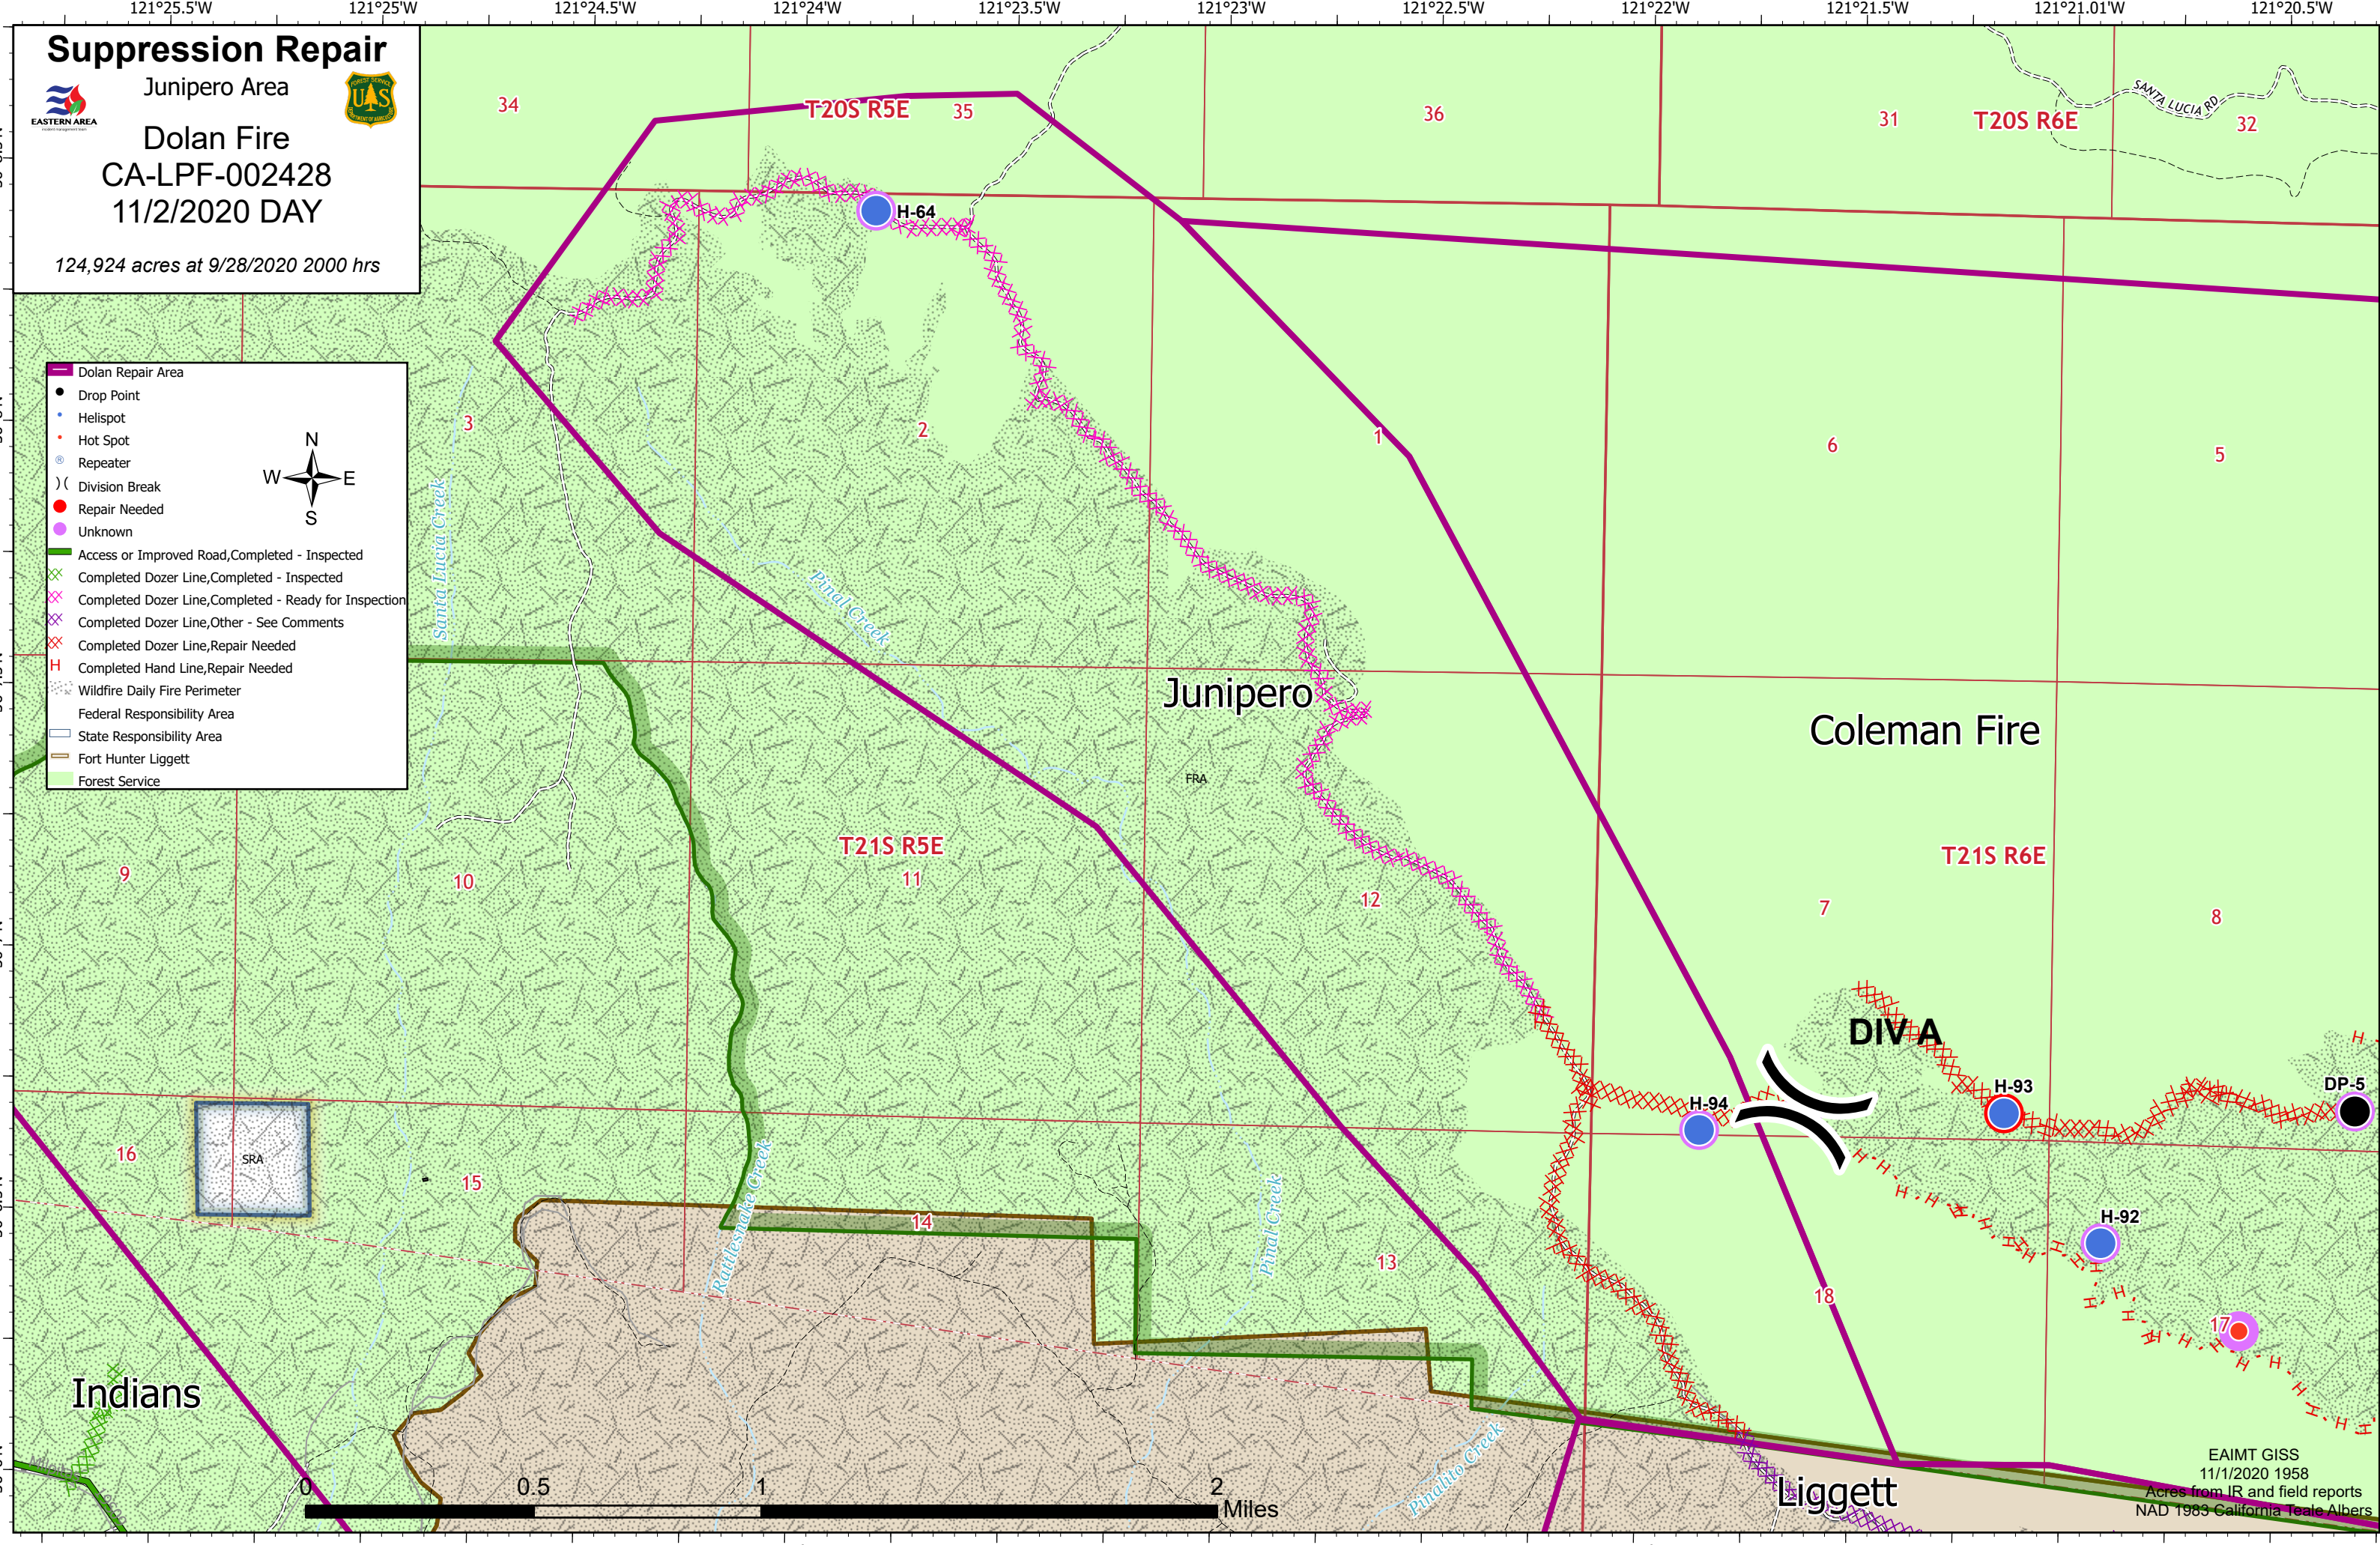 121°25.5'W 121°25'W 121°24.5'W 121°24'W 121°23.5'W 121°23'W 121°22.5'W 121°22'W 121°21.5'W 121°21.01'W 121°20.5'W
Suppression Repair
Junipero Area
EASTERN AREA
FOREST SERVICE
U S
DEPARTMENT OF AGRICULTURE
Dolan Fire
CA-LPF-002428
11/2/2020 DAY
124,924 acres at 9/28/2020 2000 hrs
34
T20S R5E
35
36
31
T20S R6E
SANTA LUCIA RD
32
H-64
Dolan Repair Area
Drop Point
Helispot
Hot Spot
Repeater
Division Break
Repair Needed
Unknown
Access or Improved Road,Completed - Inspected
Completed Dozer Line,Completed - Inspected
Completed Dozer Line,Completed - Ready for Inspection
Completed Dozer Line,Other - See Comments
Completed Dozer Line,Repair Needed
Completed Hand Line,Repair Needed
Wildfire Daily Fire Perimeter
Federal Responsibility Area
State Responsibility Area
Fort Hunter Liggett
Forest Service
N
W E
S
3
2
1
6
5
Santa Lucia Creek
Pinal Creek
Junipero
Coleman Fire
FRA
T21S R5E
T21S R6E
9
10
11
12
7
8
DIV A
H-94
H-93
DP-5
16
SRA
15
14
13
18
H-92
17
Rattlesnake Creek
Pinal Creek
Indians
Pinalito Creek
Liggett
0 0.5 1 2
Miles
EAIMT GISS
11/1/2020 1958
Acres from IR and field reports
NAD 1983 California Teale Albers